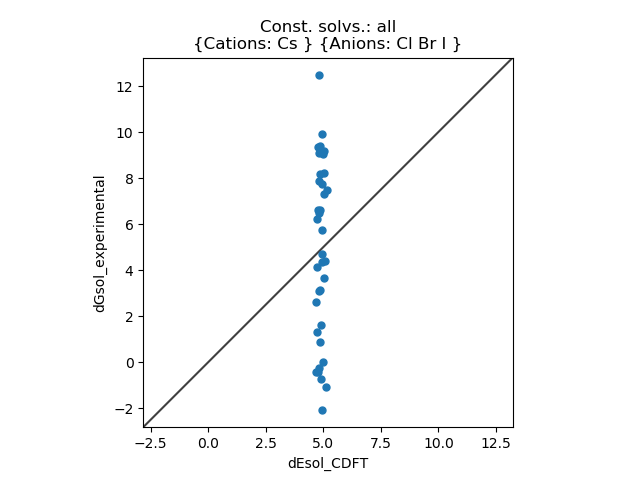 Const. solvs.: all
{Cations: Cs } {Anions: Cl Br I }
12
10
8
6
4
2
0
−2
dGsol_experimental
−2.5 0.0 2.5 5.0 7.5 10.0 12.5
dEsol_CDFT